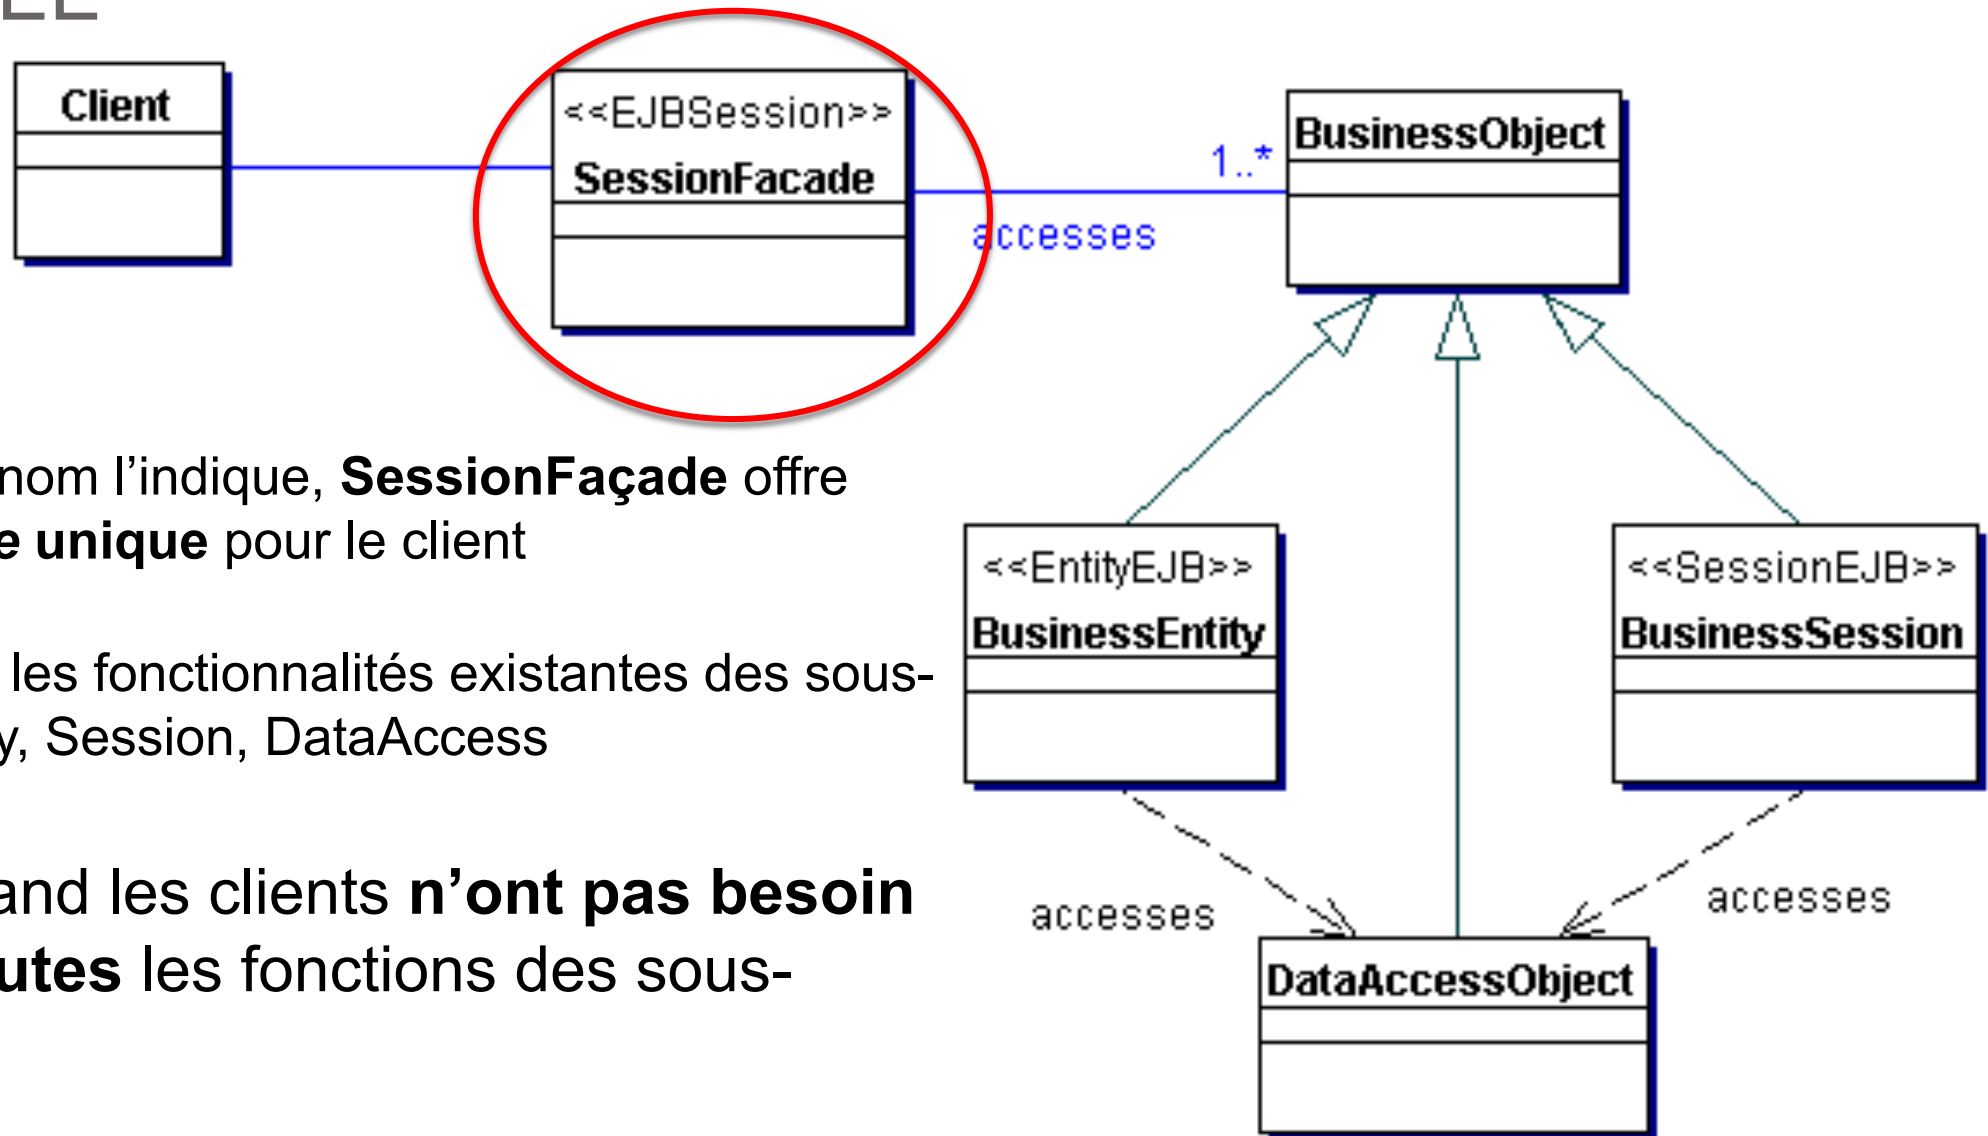 EE
Client
<<EJBSession>>
SessionFacade
1..*
accesses
BusinessObject
nom l’indique, SessionFaçade offre
e unique pour le client
les fonctionnalités existantes des sous-
y, Session, DataAccess
and les clients n’ont pas besoin
utes les fonctions des sous-
<<EntityEJB>>
BusinessEntity
<<SessionEJB>>
BusinessSession
accesses
accesses
DataAccessObject